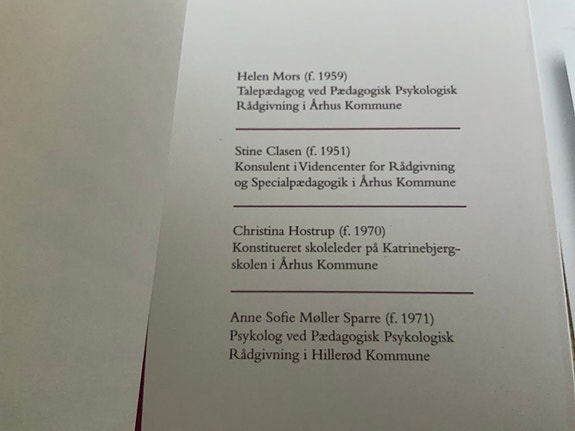 Helen Mors (f. 1959)
Talepædagog ved Pædagogisk Psykologisk
Rådgivning i Århus Kommune
Stine Clasen (f. 1951)
Konsulent i Videncenter for Rådgivning
og Specialpædagogik i Århus Kommune
Christina Hostrup (f. 1970)
Konstitueret skoleleder på Katrinebjerg-
skolen i Århus Kommune
Anne Sofie Møller Sparre (f. 1971)
Psykolog ved Pædagogisk Psykologisk
Rådgivning i Hillerød Kommune